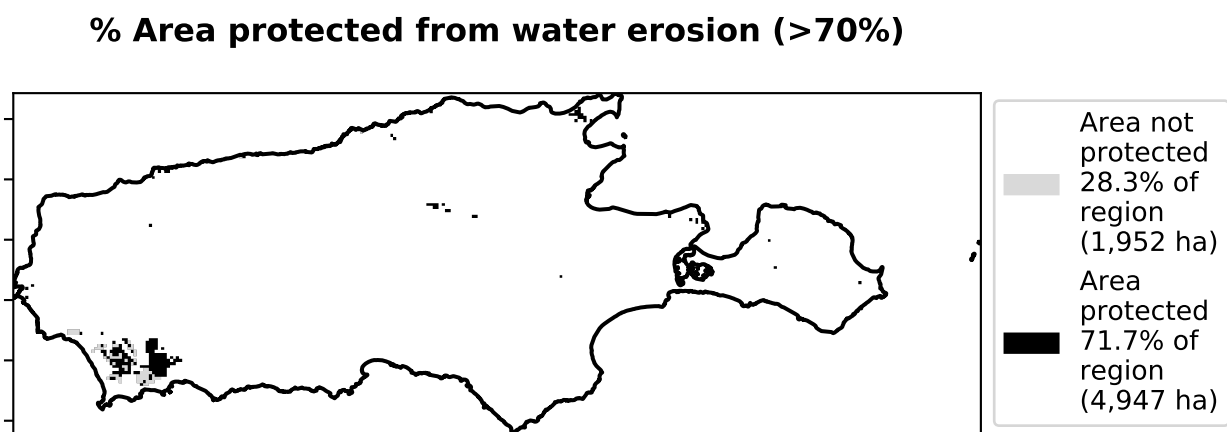 % Area protected from water erosion (>70%)
Area not
protected
28.3% of
region
(1,952 ha)
Area
protected
71.7% of
region
(4,947 ha)